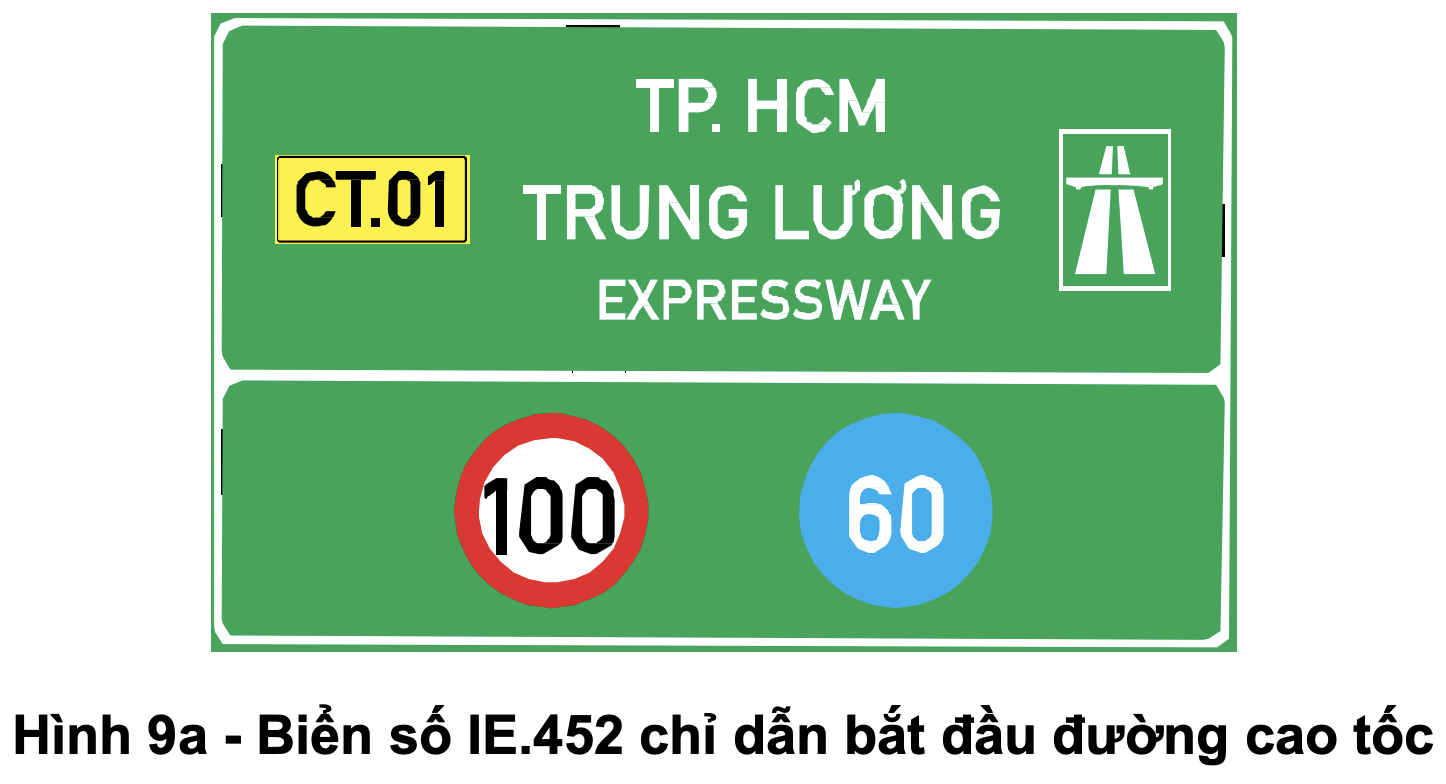 TP. HCM
CT.01
TRUNG LƯƠNG
EXPRESSWAY
100
60
Hình 9a - Biển số IE.452 chỉ dẫn bắt đầu đường cao tốc